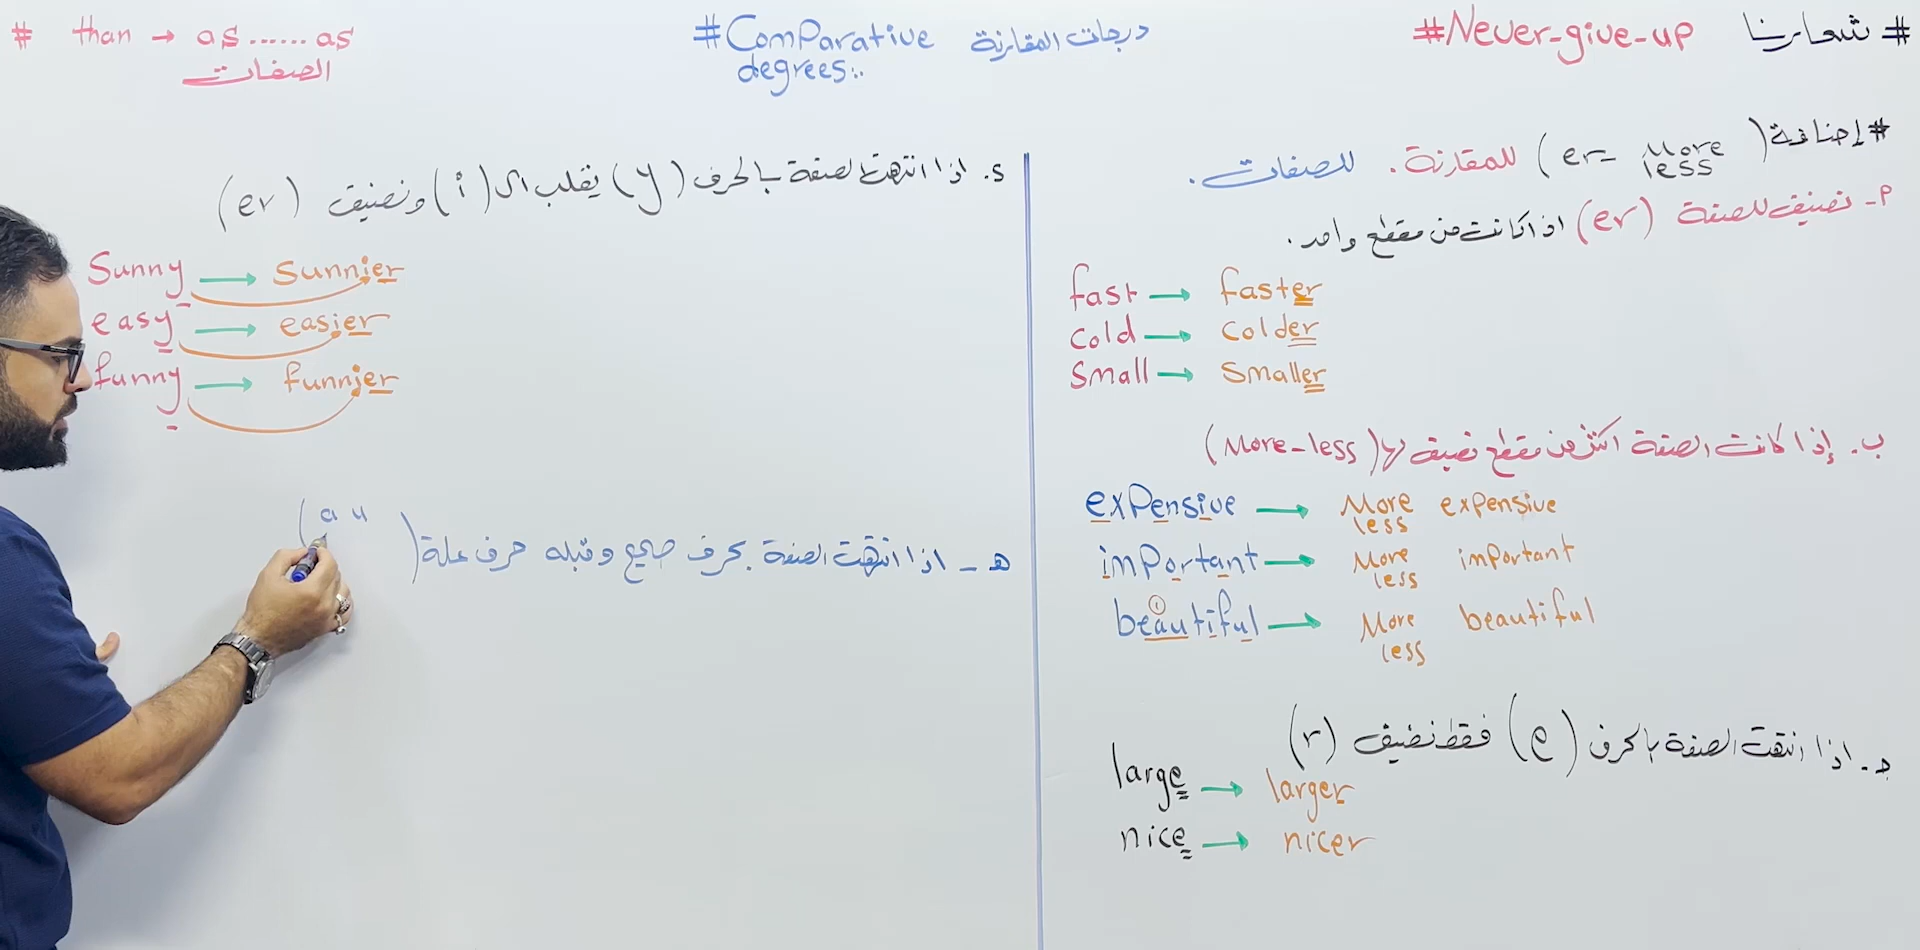 # شعارنا #Never-give-up
#Comparative درجات المقارنة
degrees:.
# than → as ...... as
الصفات
# إضافة (er - More less) للمقارنة. للصفات.
أ- نضيف للصفة (er) اذا كانت من مقطع واحد.
fast → faster
cold → colder
Small → smaller
ب. إذا كانت الصفة اكثر من مقطع نضيف لها (More-less)
expensive → More less expensive
important → More less important
beautiful → More less beautiful
جـ. اذا انتهت الصفة بالحرف (e) فقط نضيف (r)
large → larger
nice → nicer
د. اذا انتهت الصفة بالحرف (y) يقلب الى (i) ونضيف (er)
Sunny → sunnier
easy → easier
funny → funnier
هـ - اذا انتهت الصفة بحرف صحيح وقبله حرف علة (a u